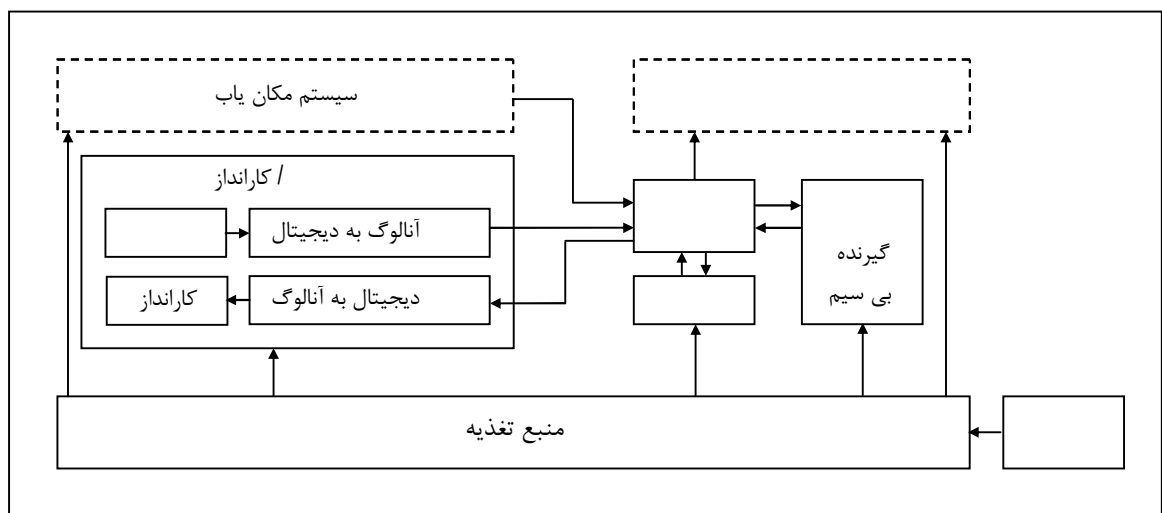 سیستم مکان یاب
/ کارانداز
آنالوگ به دیجیتال
دیجیتال به آنالوگ
کارانداز
گیرنده
بی سیم
منبع تغذیه